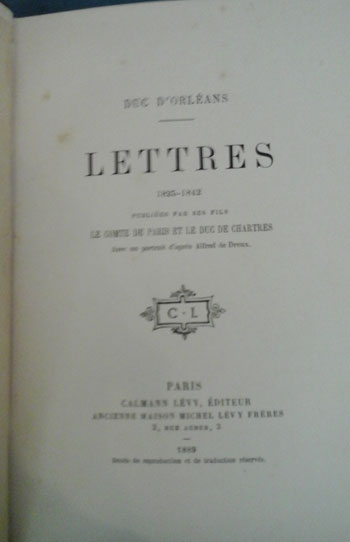 DUC D'ORLÉANS
LETTRES
1825-1842
PUBLIÉES PAR SES FILS
LE COMTE DE PARIS ET LE DUC DE CHARTRES
Avec un portrait d'après Alfred de Dreux.
C·L
PARIS
CALMANN LÉVY, ÉDITEUR
ANCIENNE MAISON MICHEL LÉVY FRÈRES
3, RUE AUBER, 3
1889
Droits de reproduction et de traduction réservés.